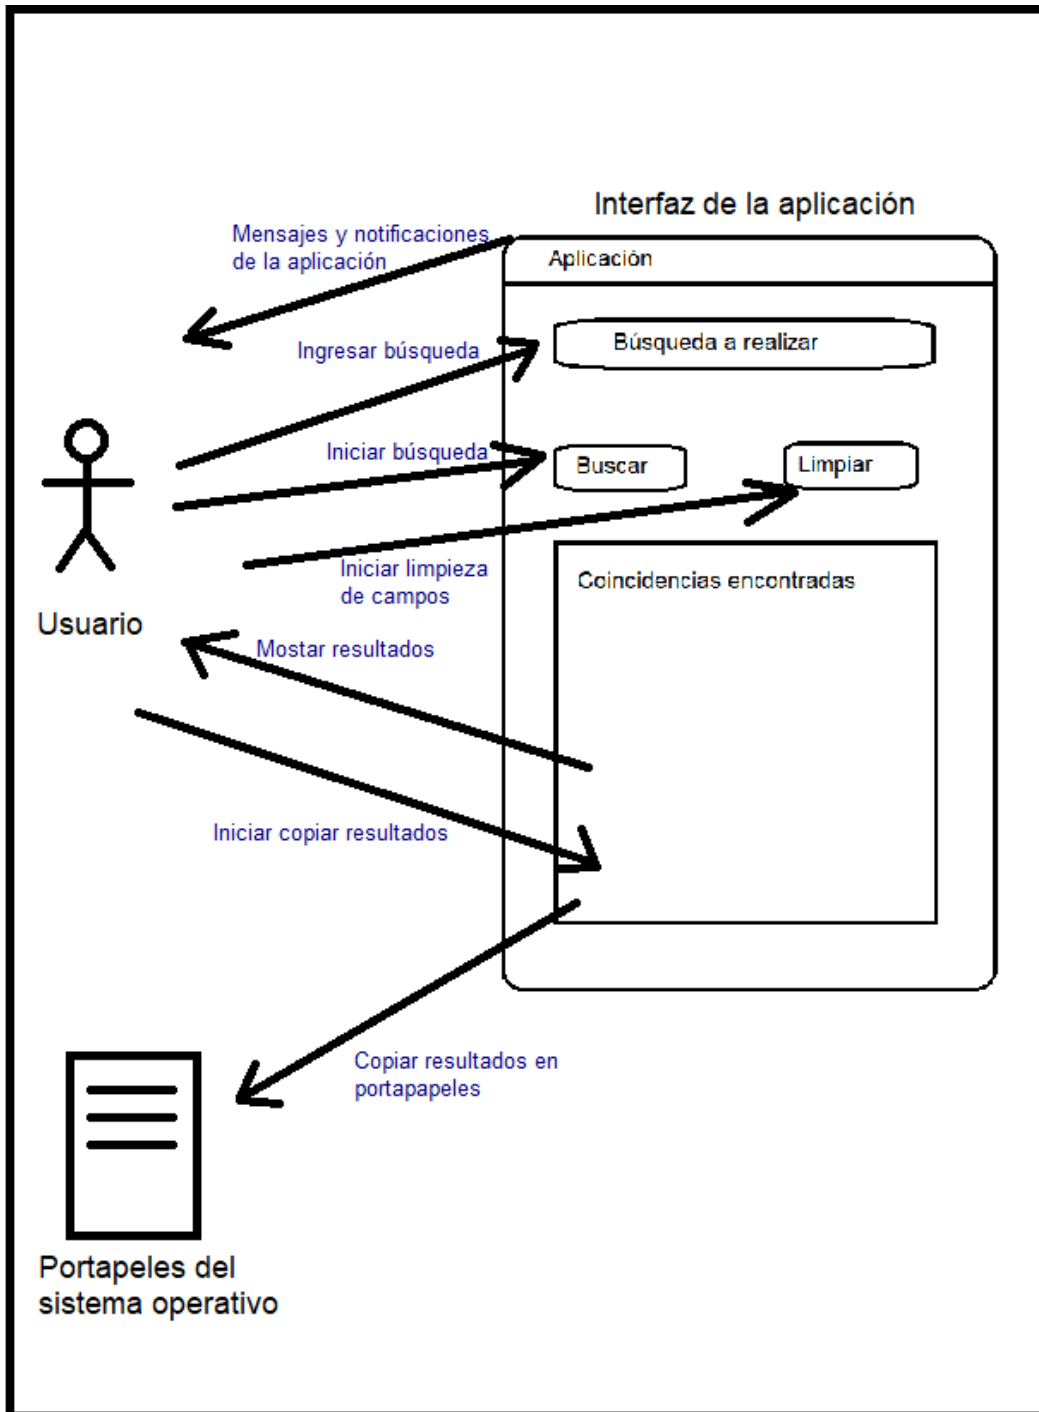 Interfaz de la aplicación
Mensajes y notificaciones
de la aplicación
Aplicación
Ingresar búsqueda
Búsqueda a realizar
Iniciar búsqueda
Buscar
Limpiar
Iniciar limpieza
de campos
Coincidencias encontradas
Usuario
Mostar resultados
Iniciar copiar resultados
Copiar resultados en
portapapeles
Portapeles del
sistema operativo